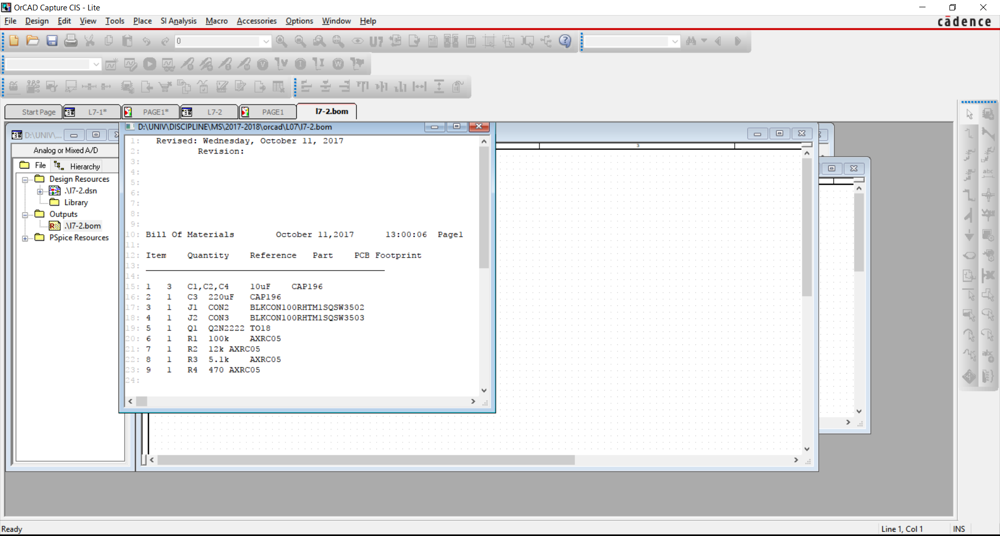 OrCAD Capture CIS - Lite
File Design Edit View Tools Place SI Analysis Macro Accessories Options Window Help
cādence
0
Start Page L7-1* PAGE1* L7-2 PAGE1 l7-2.bom
D:\UNIV\...
Analog or Mixed A/D
File Hierarchy
Design Resources
.\l7-2.dsn
Library
Outputs
.\l7-2.bom
PSpice Resources
D:\UNIV\DISCIPLINE\MS\2017-2018\orcad\L07\l7-2.bom
1: Revised: Wednesday, October 11, 2017
2: Revision:
3:
4:
5:
6:
7:
8:
9:
10: Bill Of Materials October 11,2017 13:00:06 Page1
11:
12: Item Quantity Reference Part PCB Footprint
13:
14:
15: 1 3 C1,C2,C4 10uF CAP196
16: 2 1 C3 220uF CAP196
17: 3 1 J1 CON2 BLKCON100RHTM1SQSW3502
18: 4 1 J2 CON3 BLKCON100RHTM1SQSW3503
19: 5 1 Q1 Q2N2222 TO18
20: 6 1 R1 100k AXRC05
21: 7 1 R2 12k AXRC05
22: 8 1 R3 5.1k AXRC05
23: 9 1 R4 470 AXRC05
24:
3
Ready
Line 1, Col 1 INS